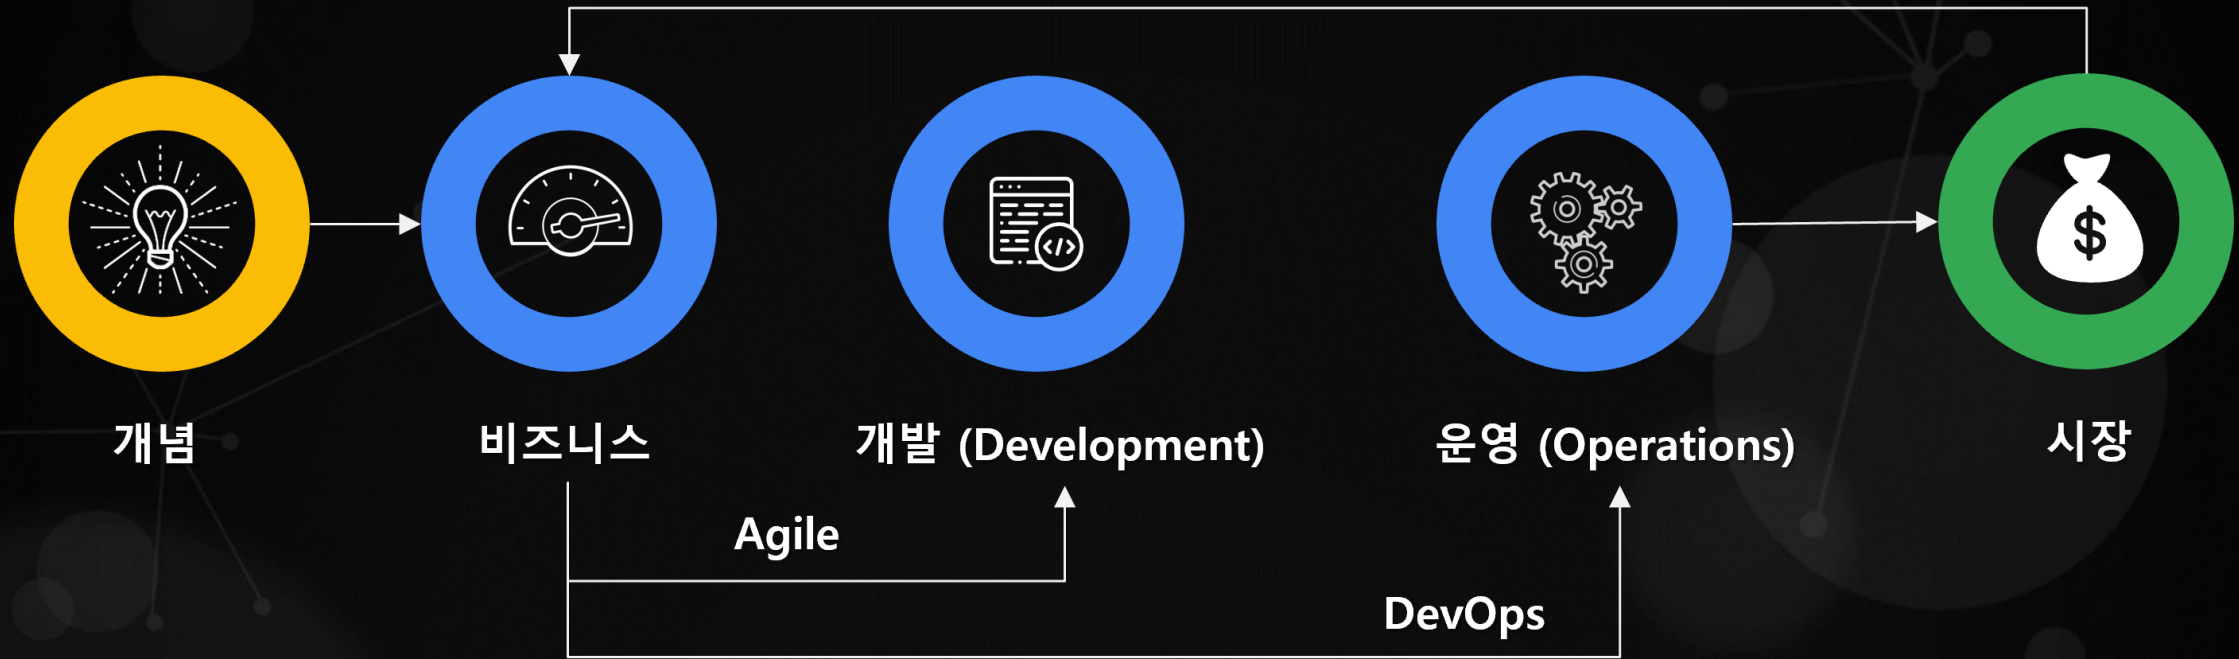 개념
비즈니스
개발 (Development)
운영 (Operations)
시장
Agile
DevOps